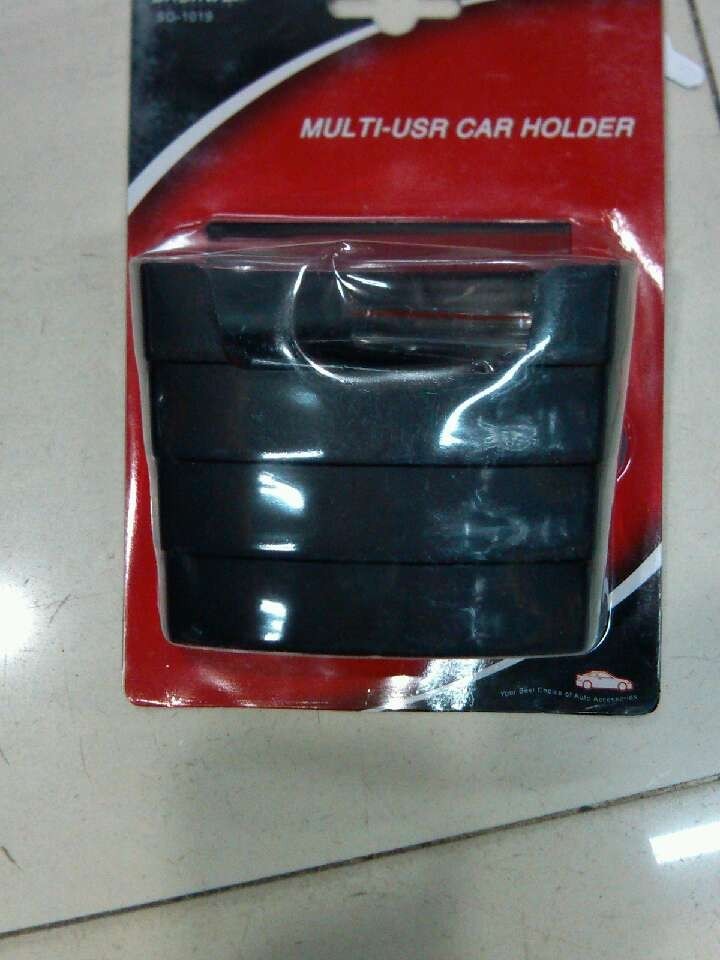 SD-1019
MULTI-USR CAR HOLDER
Your Best Choice of Auto Accessories